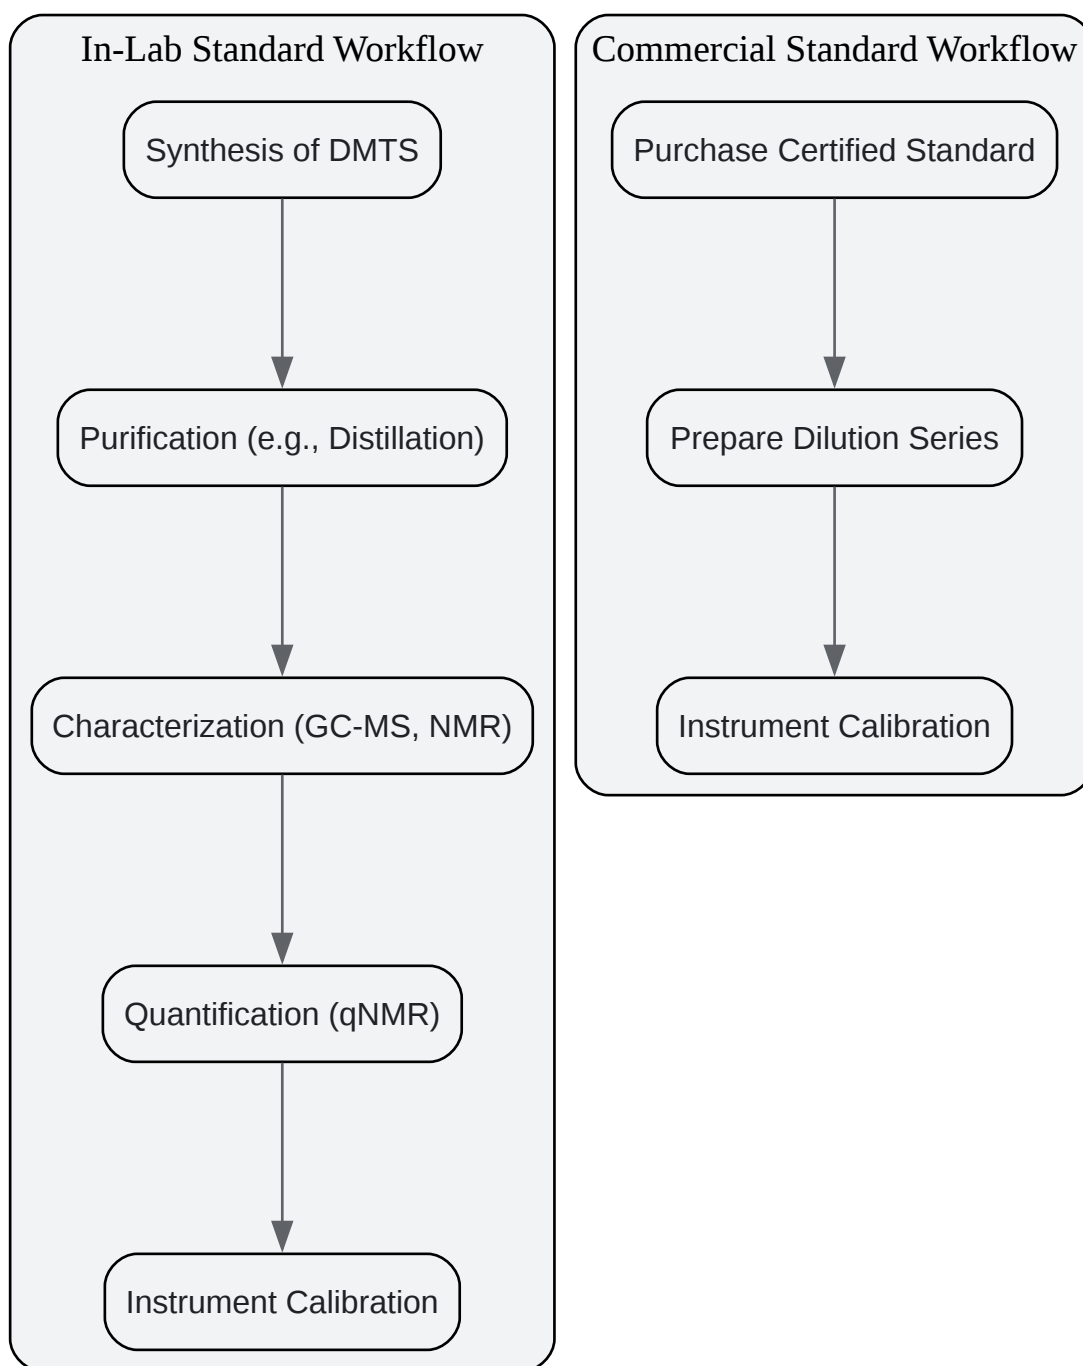 In-Lab Standard Workflow
Synthesis of DMTS
Purification (e.g., Distillation)
Characterization (GC-MS, NMR)
Quantification (qNMR)
Instrument Calibration
Commercial Standard Workflow
Purchase Certified Standard
Prepare Dilution Series
Instrument Calibration